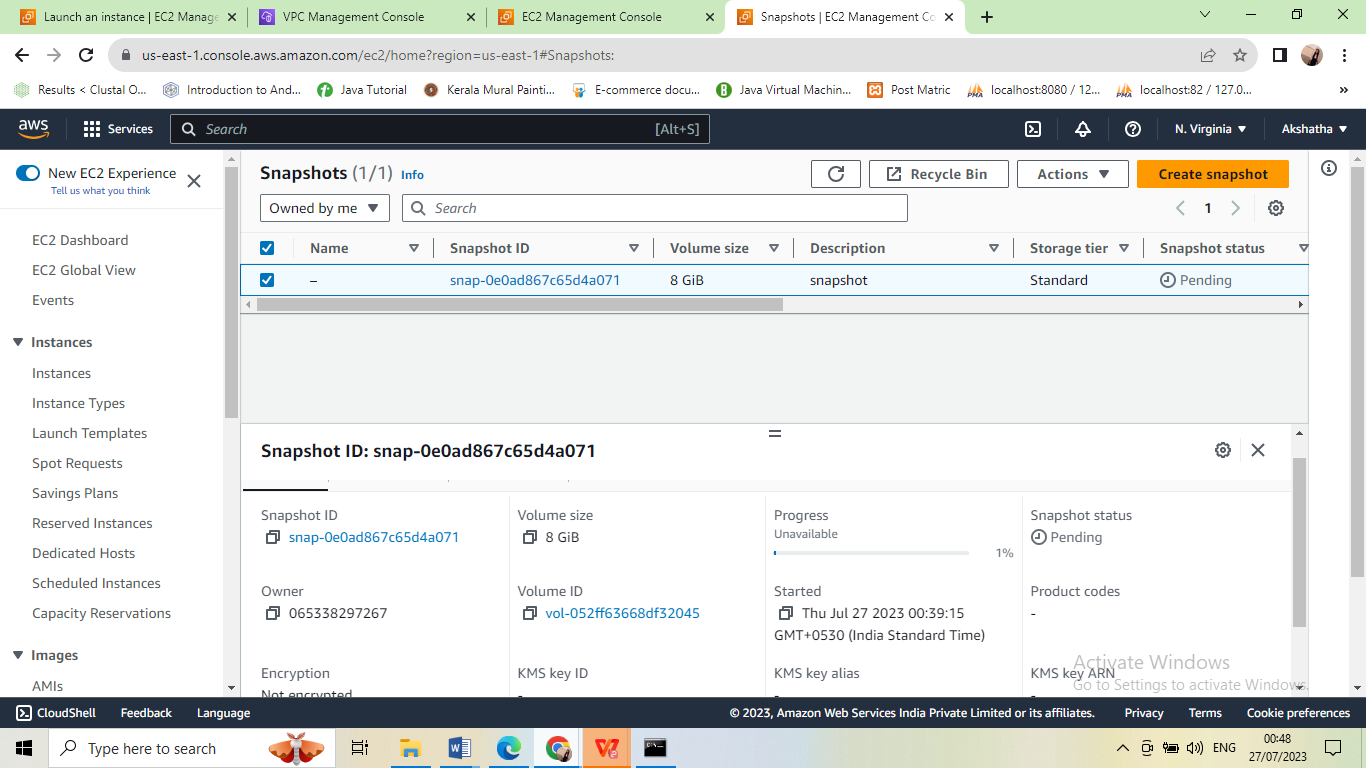 Launch an instance | EC2 Manage
VPC Management Console
EC2 Management Console
Snapshots | EC2 Management Co
us-east-1.console.aws.amazon.com/ec2/home?region=us-east-1#Snapshots:
Results < Clustal O...
Introduction to And...
Java Tutorial
Kerala Mural Painti...
E-commerce docu...
Java Virtual Machin...
Post Matric
localhost:8080 / 12...
localhost:82 / 127.0...
»
aws
Services
Search
[Alt+S]
N. Virginia
Akshatha
New EC2 Experience
Tell us what you think
EC2 Dashboard
EC2 Global View
Events
Instances
Instances
Instance Types
Launch Templates
Spot Requests
Savings Plans
Reserved Instances
Dedicated Hosts
Scheduled Instances
Capacity Reservations
Images
AMIs
Snapshots (1/1) Info
Recycle Bin
Actions
Create snapshot
Owned by me
Search
1
Name
Snapshot ID
Volume size
Description
Storage tier
Snapshot status
–
snap-0e0ad867c65d4a071
8 GiB
snapshot
Standard
Pending
Snapshot ID: snap-0e0ad867c65d4a071
Snapshot ID
snap-0e0ad867c65d4a071
Volume size
8 GiB
Progress
Unavailable
1%
Snapshot status
Pending
Owner
065338297267
Volume ID
vol-052ff63668df32045
Started
Thu Jul 27 2023 00:39:15
GMT+0530 (India Standard Time)
Product codes
-
Encryption
Not encrypted
KMS key ID
-
KMS key alias
-
KMS key ARN
-
Activate Windows
Go to Settings to activate Windows.
CloudShell
Feedback
Language
© 2023, Amazon Web Services India Private Limited or its affiliates.
Privacy
Terms
Cookie preferences
Type here to search
ENG
00:48
27/07/2023